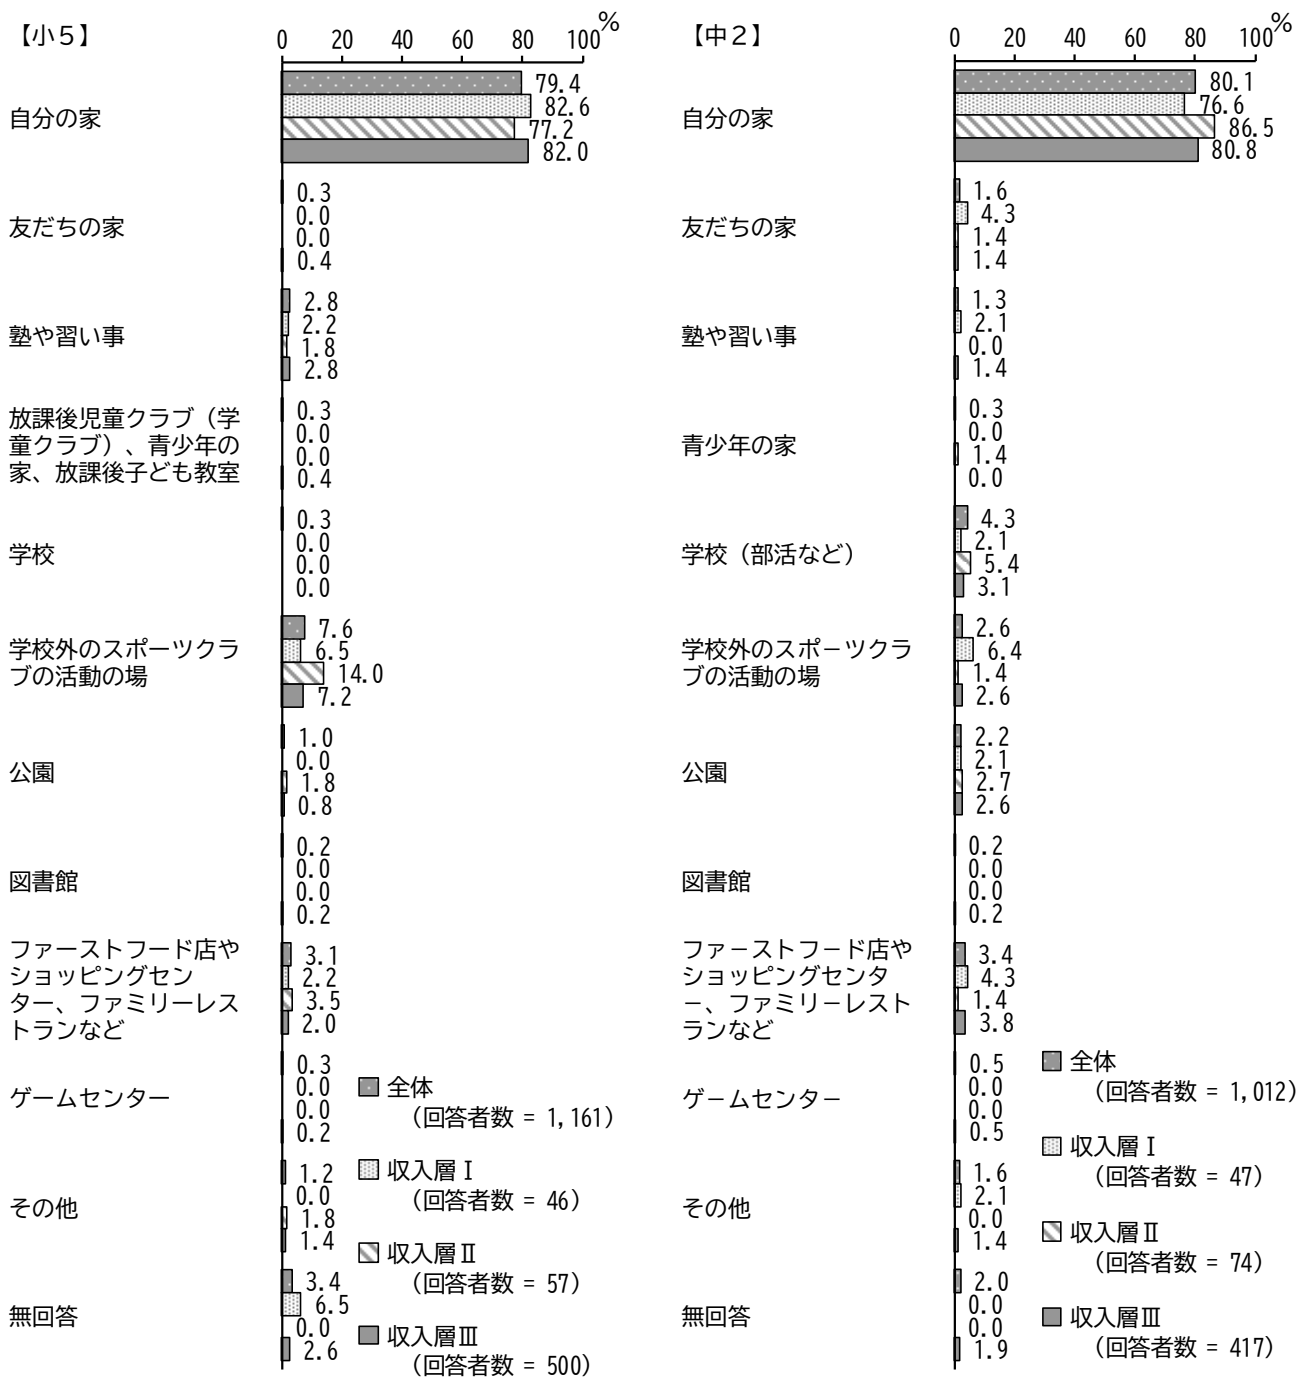 【小５】
0 20 40 60 80 100 %
自分の家
79.4
82.6
77.2
82.0
友だちの家
0.3
0.0
0.0
0.4
塾や習い事
2.8
2.2
1.8
2.8
放課後児童クラブ（学
童クラブ）、青少年の
家、放課後子ども教室
0.3
0.0
0.0
0.4
学校
0.3
0.0
0.0
0.0
学校外のスポーツクラ
ブの活動の場
7.6
6.5
14.0
7.2
公園
1.0
0.0
1.8
0.8
図書館
0.2
0.0
0.0
0.2
ファーストフード店や
ショッピングセン
ター、ファミリーレス
トランなど
3.1
2.2
3.5
2.0
ゲームセンター
0.3
0.0
0.0
0.2
その他
1.2
0.0
1.8
1.4
無回答
3.4
6.5
0.0
2.6
全体
（回答者数 = 1,161）
収入層Ⅰ
（回答者数 = 46）
収入層Ⅱ
（回答者数 = 57）
収入層Ⅲ
（回答者数 = 500）
【中２】
0 20 40 60 80 100 %
自分の家
80.1
76.6
86.5
80.8
友だちの家
1.6
4.3
1.4
1.4
塾や習い事
1.3
2.1
0.0
1.4
青少年の家
0.3
0.0
1.4
0.0
学校（部活など）
4.3
2.1
5.4
3.1
学校外のスポ－ツクラ
ブの活動の場
2.6
6.4
1.4
2.6
公園
2.2
2.1
2.7
2.6
図書館
0.2
0.0
0.0
0.2
ファ－ストフ－ド店や
ショッピングセンタ
－、ファミリ－レスト
ランなど
3.4
4.3
1.4
3.8
ゲ－ムセンタ－
0.5
0.0
0.0
0.5
その他
1.6
2.1
0.0
1.4
無回答
2.0
0.0
0.0
1.9
全体
（回答者数 = 1,012）
収入層Ⅰ
（回答者数 = 47）
収入層Ⅱ
（回答者数 = 74）
収入層Ⅲ
（回答者数 = 417）